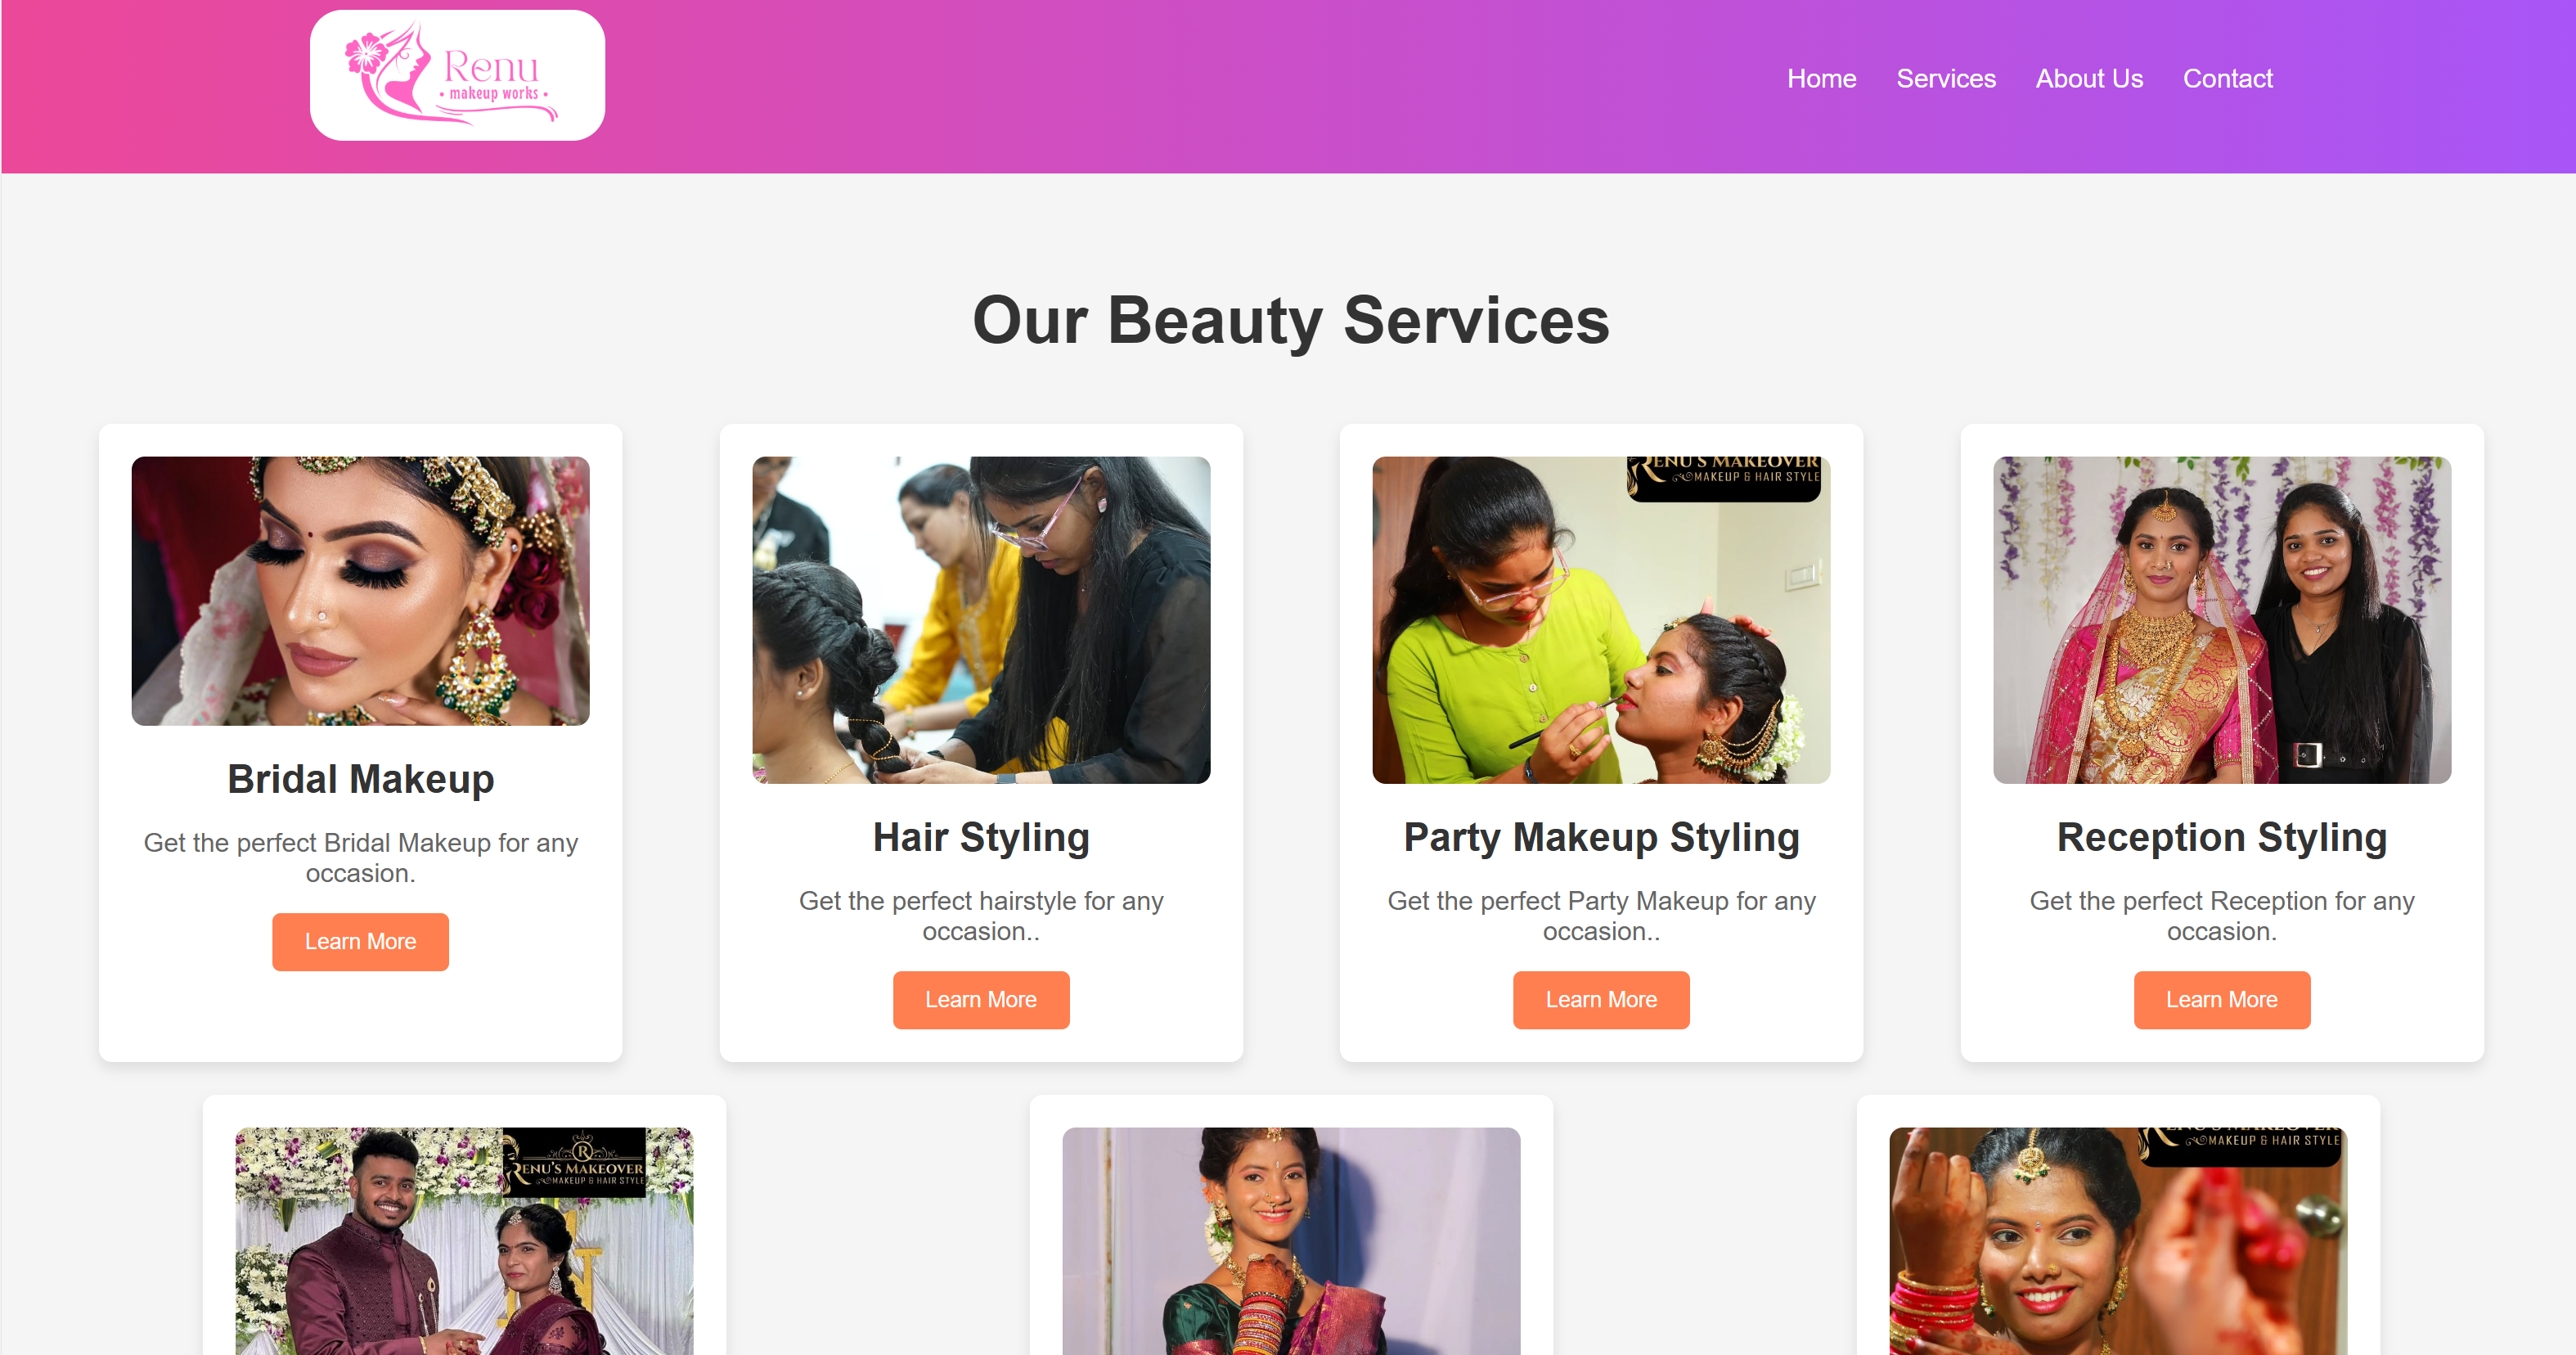 Renu
• makeup works •
Home Services About Us Contact
Our Beauty Services
RENU'S MAKEOVER
MAKEUP & HAIR STYLE
Bridal Makeup
Get the perfect Bridal Makeup for any
occasion.
Learn More
Hair Styling
Get the perfect hairstyle for any
occasion..
Learn More
Party Makeup Styling
Get the perfect Party Makeup for any
occasion..
Learn More
Reception Styling
Get the perfect Reception for any
occasion.
Learn More
R
RENU'S MAKEOVER
MAKEUP & HAIR STYLE
MAKEUP & HAIR STYLE